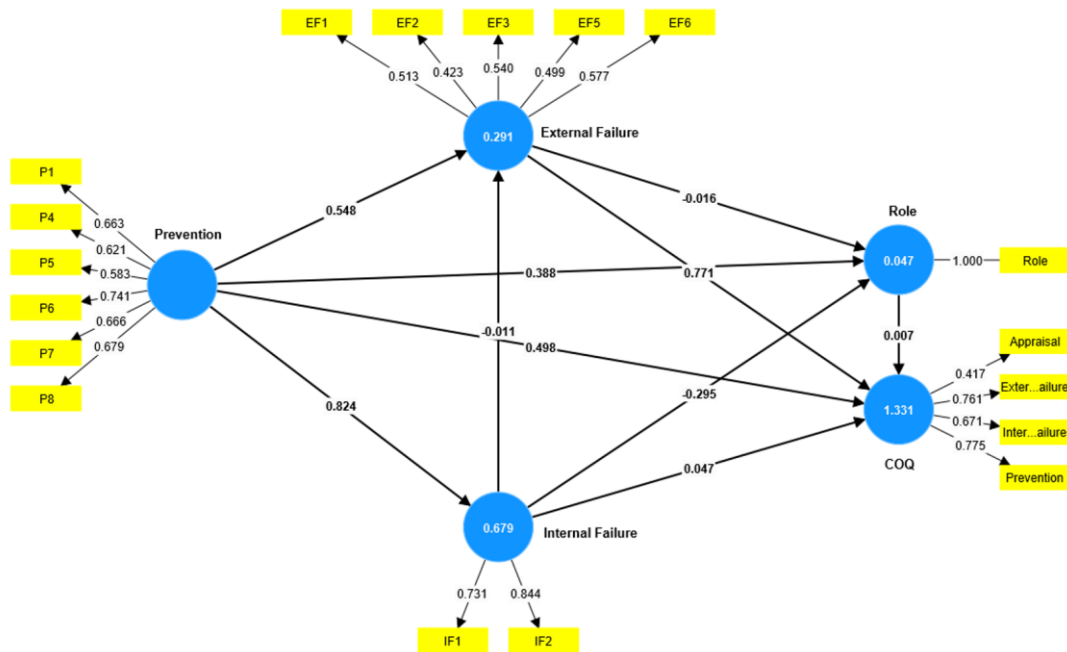 EF1
EF2
EF3
EF5
EF6
0.513
0.423
0.540
0.499
0.577
0.291
External Failure
P1
P4
P5
P6
P7
P8
0.663
0.621
0.583
0.741
0.666
0.679
Prevention
0.548
-0.016
0.388
0.771
-0.011
0.498
0.824
-0.295
0.047
Role
0.047
1.000
Role
0.007
1.331
COQ
0.417
0.761
0.671
0.775
Appraisal
Exter...ailure
Inter...ailure
Prevention
0.679
Internal Failure
0.731
0.844
IF1
IF2